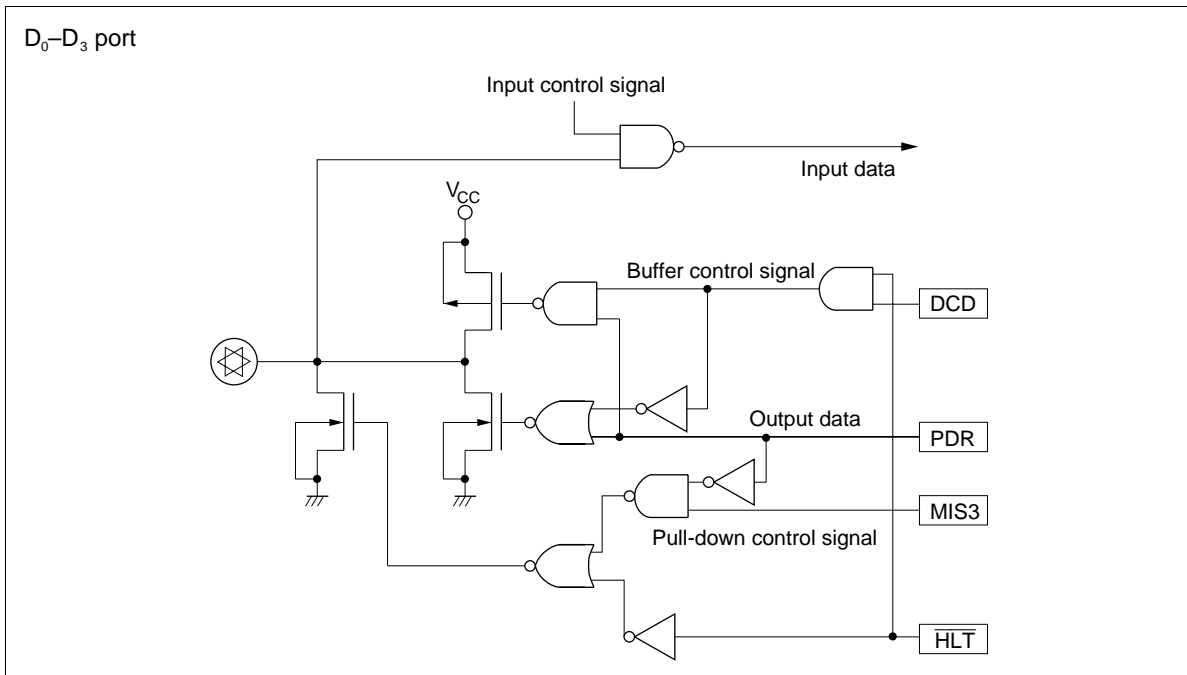 D₀–D₃ port
Input control signal
Input data
VCC
Buffer control signal
DCD
Output data
PDR
MIS3
Pull-down control signal
H̅L̅T̅